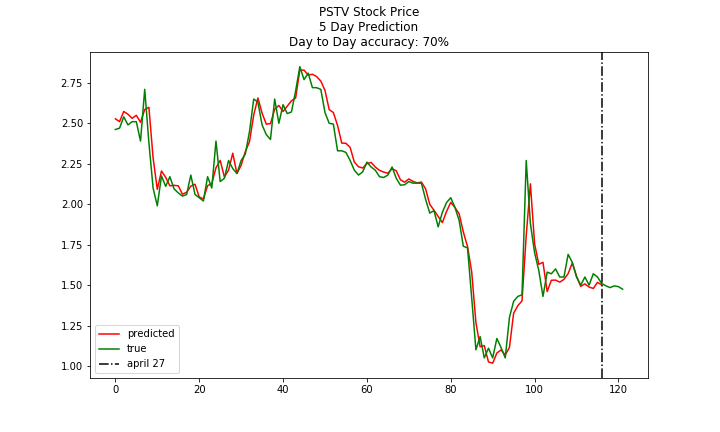 PSTV Stock Price
5 Day Prediction
Day to Day accuracy: 70%
2.75
2.50
2.25
2.00
1.75
1.50
1.25
1.00
predicted
true
april 27
0 20 40 60 80 100 120